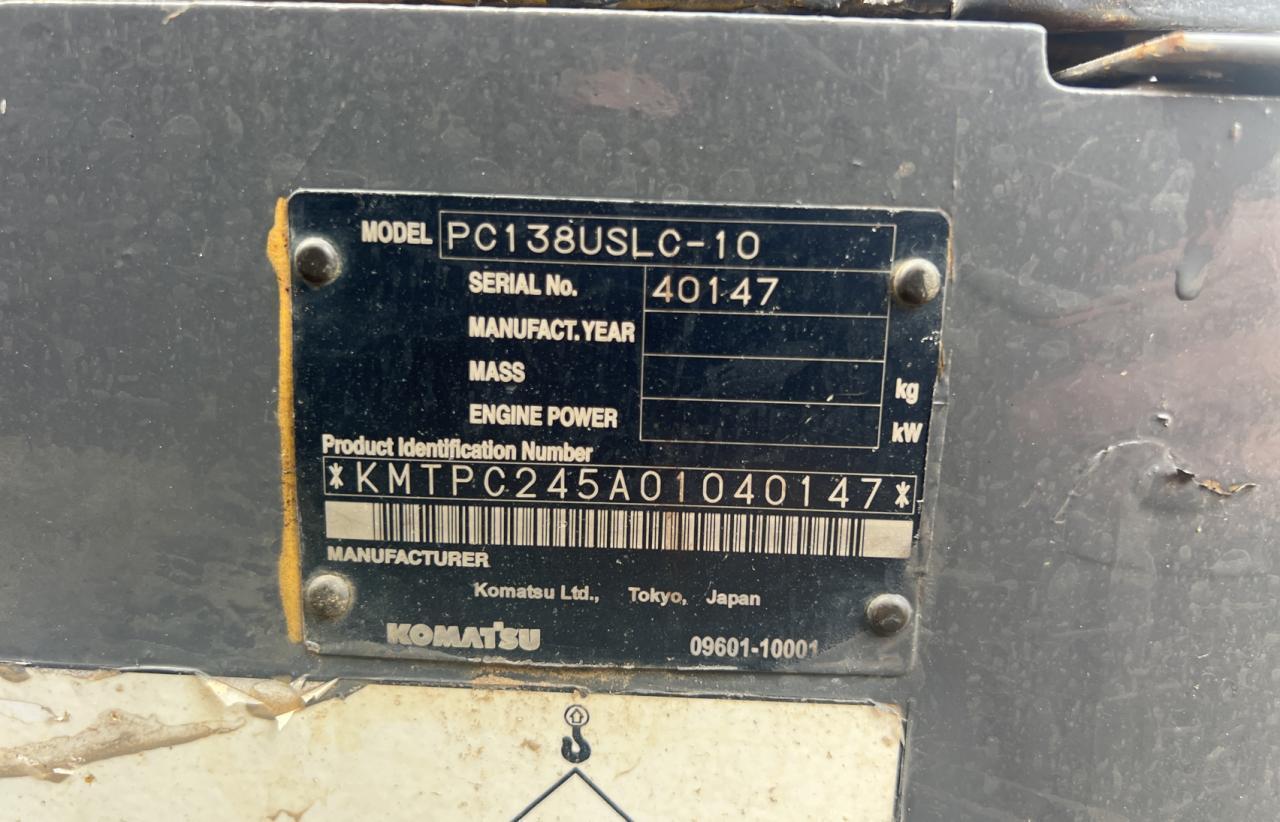 MODEL PC138USLC-10
SERIAL No. 40147
MANUFACT. YEAR
MASS kg
ENGINE POWER kW
Product Identification Number
*KMTPC245A01040147*
MANUFACTURER
Komatsu Ltd., Tokyo, Japan
KOMATSU 09601-10001